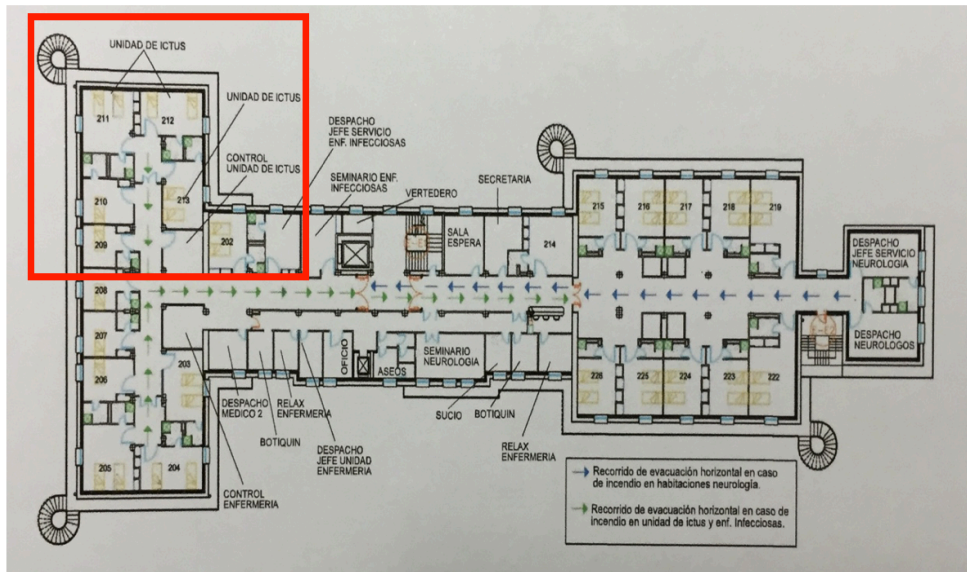 UNIDAD DE ICTUS
211
212
UNIDAD DE ICTUS
CONTROL
UNIDAD DE ICTUS
DESPACHO
JEFE SERVICIO
ENF. INFECCIOSAS
SEMINARIO ENF.
INFECCIOSAS
VERTEDERO
SECRETARIA
210
213
209
202
SALA
ESPERA
214
215
216
217
218
219
DESPACHO
JEFE SERVICIO
NEUROLOGIA
DESPACHO
NEUROLOGOS
208
207
206
203
205
204
DESPACHO
MEDICO 2
BOTIQUIN
RELAX
ENFERMERIA
OFICIO
DESPACHO
JEFE UNIDAD
ENFERMERIA
CONTROL
ENFERMERIA
ASEOS
SEMINARIO
NEUROLOGIA
SUCIO
BOTIQUIN
RELAX
ENFERMERIA
226
225
224
223
222
Recorrido de evacuación horizontal en caso
de incendio en habitaciones neurología.
Recorrido de evacuación horizontal en caso de
incendio en unidad de ictus y enf. Infecciosas.